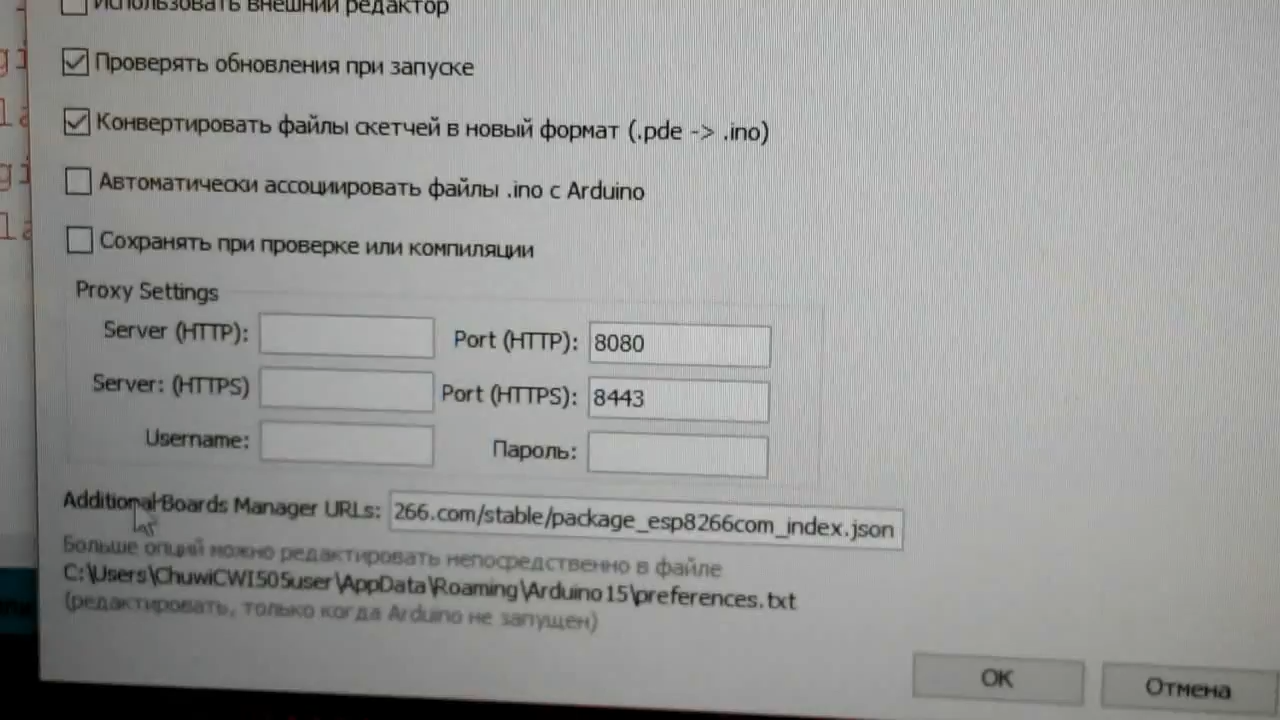 Использовать внешний редактор
Проверять обновления при запуске
Конвертировать файлы скетчей в новый формат (.pde -> .ino)
Автоматически ассоциировать файлы .ino с Arduino
Сохранять при проверке или компиляции
Proxy Settings
Server (HTTP): Port (HTTP): 8080
Server: (HTTPS) Port (HTTPS): 8443
Username: Пароль:
Additional Boards Manager URLs: 266.com/stable/package_esp8266com_index.json
Больше опций можно редактировать непосредственно в файле
C:\Users\ChuwiCWI505user\AppData\Roaming\Arduino15\preferences.txt
(редактировать, только когда Arduino не запущен)
OK Отмена